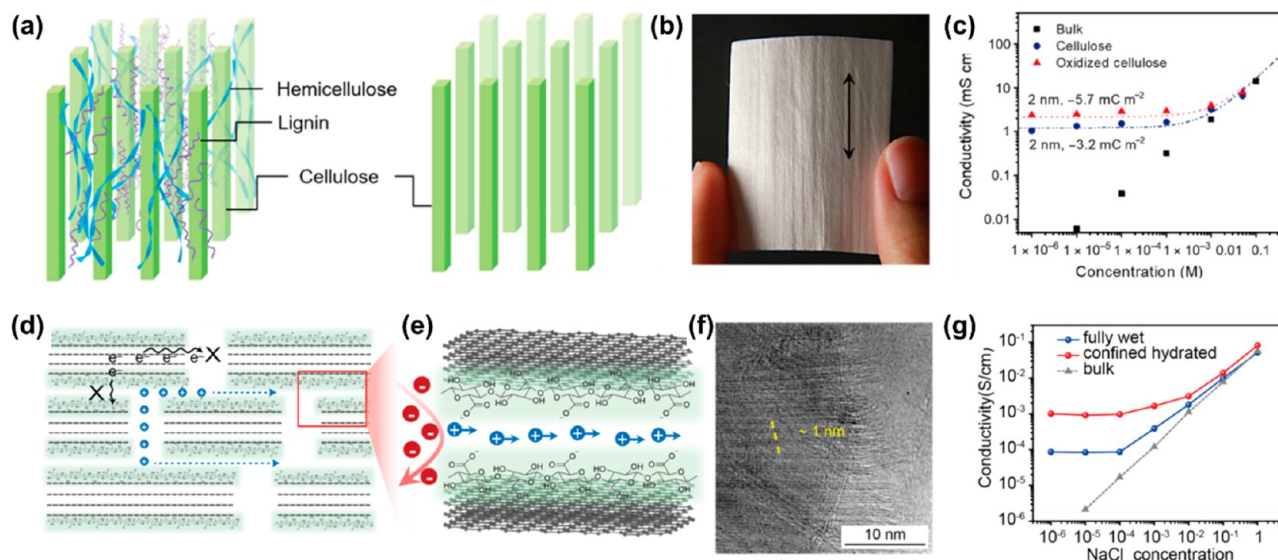 (a)
Hemicellulose
Lignin
Cellulose
(b)
(c)
Bulk
Cellulose
Oxidized cellulose
Conductivity (mS cm
100
10
1
0.1
0.01
2 nm, −5.7 mC m⁻²
2 nm, −3.2 mC m⁻²
1 × 10⁻⁶
1 × 10⁻⁵
1 × 10⁻⁴
1 × 10⁻³
0.01
0.1
Concentration (M)
(d)
e⁻ e⁻ e⁻ e⁻ X
e⁻
X
(e)
(f)
~ 1 nm
10 nm
(g)
fully wet
confined hydrated
bulk
Conductivity(S/cm)
10⁻¹
10⁻²
10⁻³
10⁻⁴
10⁻⁵
10⁻⁶
10⁻⁶ 10⁻⁵ 10⁻⁴ 10⁻³ 10⁻² 10⁻¹ 1
NaCl concentration